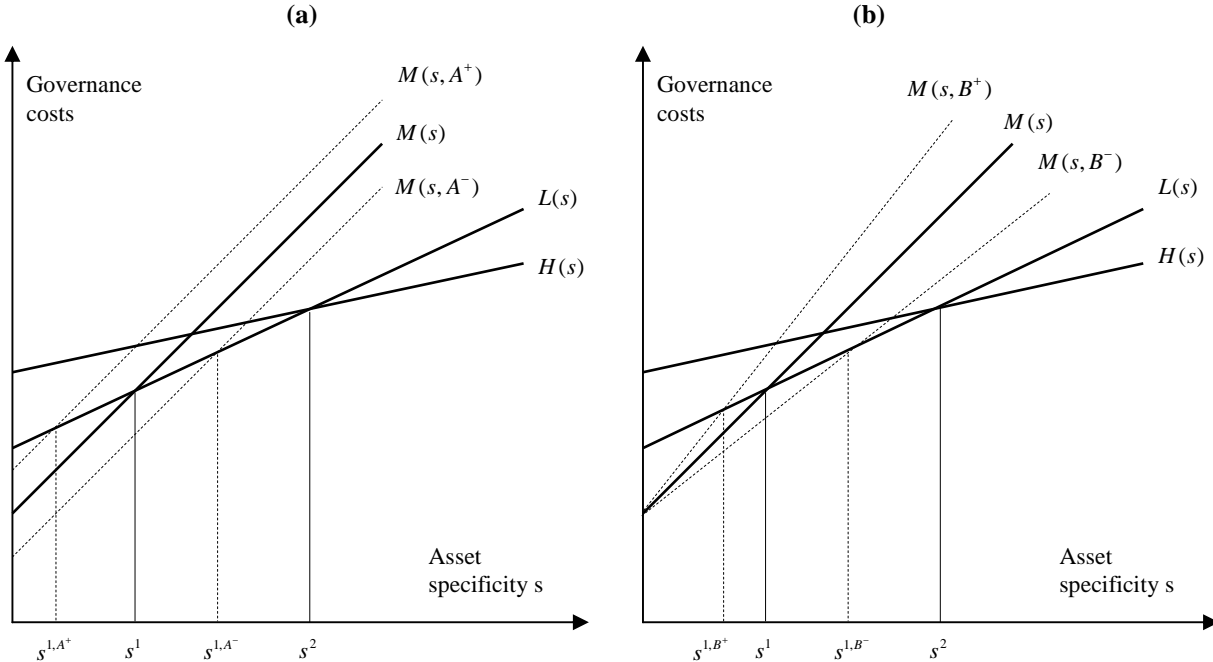 (a)
Governance
costs
M(s, A⁺)
M(s)
M(s, A⁻)
L(s)
H(s)
Asset
specificity s
s¹,ᴬ⁺
s¹
s¹,ᴬ⁻
s²
(b)
Governance
costs
M(s, B⁺)
M(s)
M(s, B⁻)
L(s)
H(s)
Asset
specificity s
s¹,ᴮ⁺
s¹
s¹,ᴮ⁻
s²